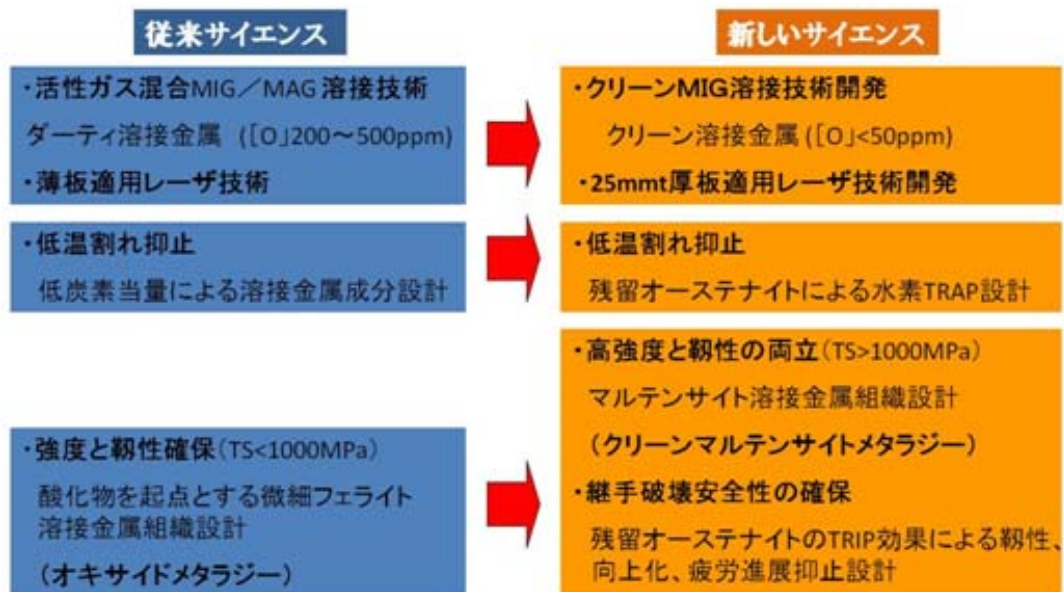 従来サイエンス
・活性ガス混合MIG／MAG溶接技術
ダーティ溶接金属 ([O」200～500ppm)
・薄板適用レーザ技術
・低温割れ抑止
低炭素当量による溶接金属成分設計
・強度と靱性確保(TS<1000MPa)
酸化物を起点とする微細フェライト
溶接金属組織設計
（オキサイドメタラジー）
新しいサイエンス
・クリーンMIG溶接技術開発
クリーン溶接金属 ([O」<50ppm)
・25mmt厚板適用レーザ技術開発
・低温割れ抑止
残留オーステナイトによる水素TRAP設計
・高強度と靱性の両立(TS>1000MPa)
マルテンサイト溶接金属組織設計
（クリーンマルテンサイトメタラジー）
・継手破壊安全性の確保
残留オーステナイトのTRIP効果による靱性、
向上化、疲労進展抑止設計